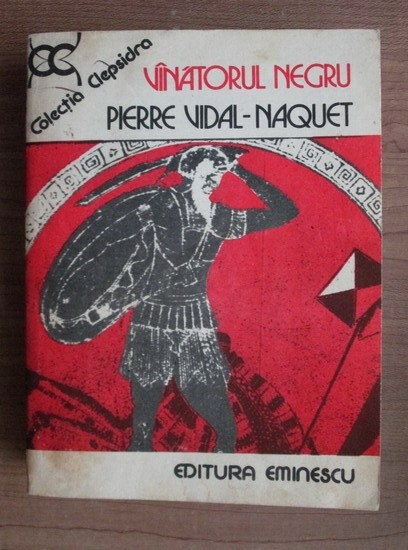 Colecția Clepsidra
VÎNĂTORUL NEGRU
PIERRE VIDAL-NAQUET
EDITURA EMINESCU